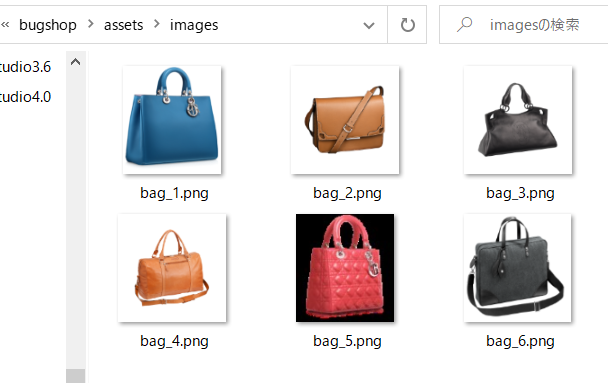 « bugshop > assets > images
imagesの検索
tudio3.6
tudio4.0
bag_1.png
bag_2.png
bag_3.png
bag_4.png
bag_5.png
bag_6.png